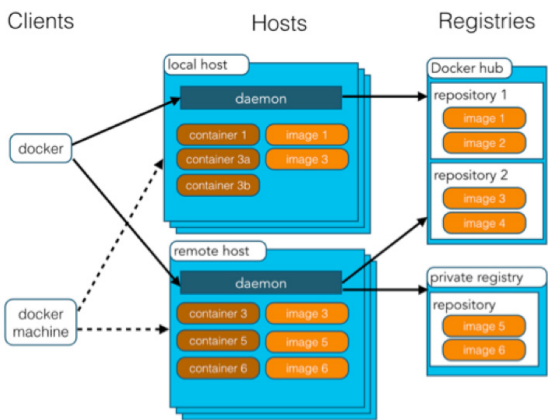 Clients
Hosts
Registries
local host
daemon
container 1
image 1
container 3a
image 3
container 3b
docker
docker
machine
remote host
daemon
container 3
image 3
container 5
image 5
container 6
image 6
Docker hub
repository 1
image 1
image 2
repository 2
image 3
image 4
private registry
repository
image 5
image 6